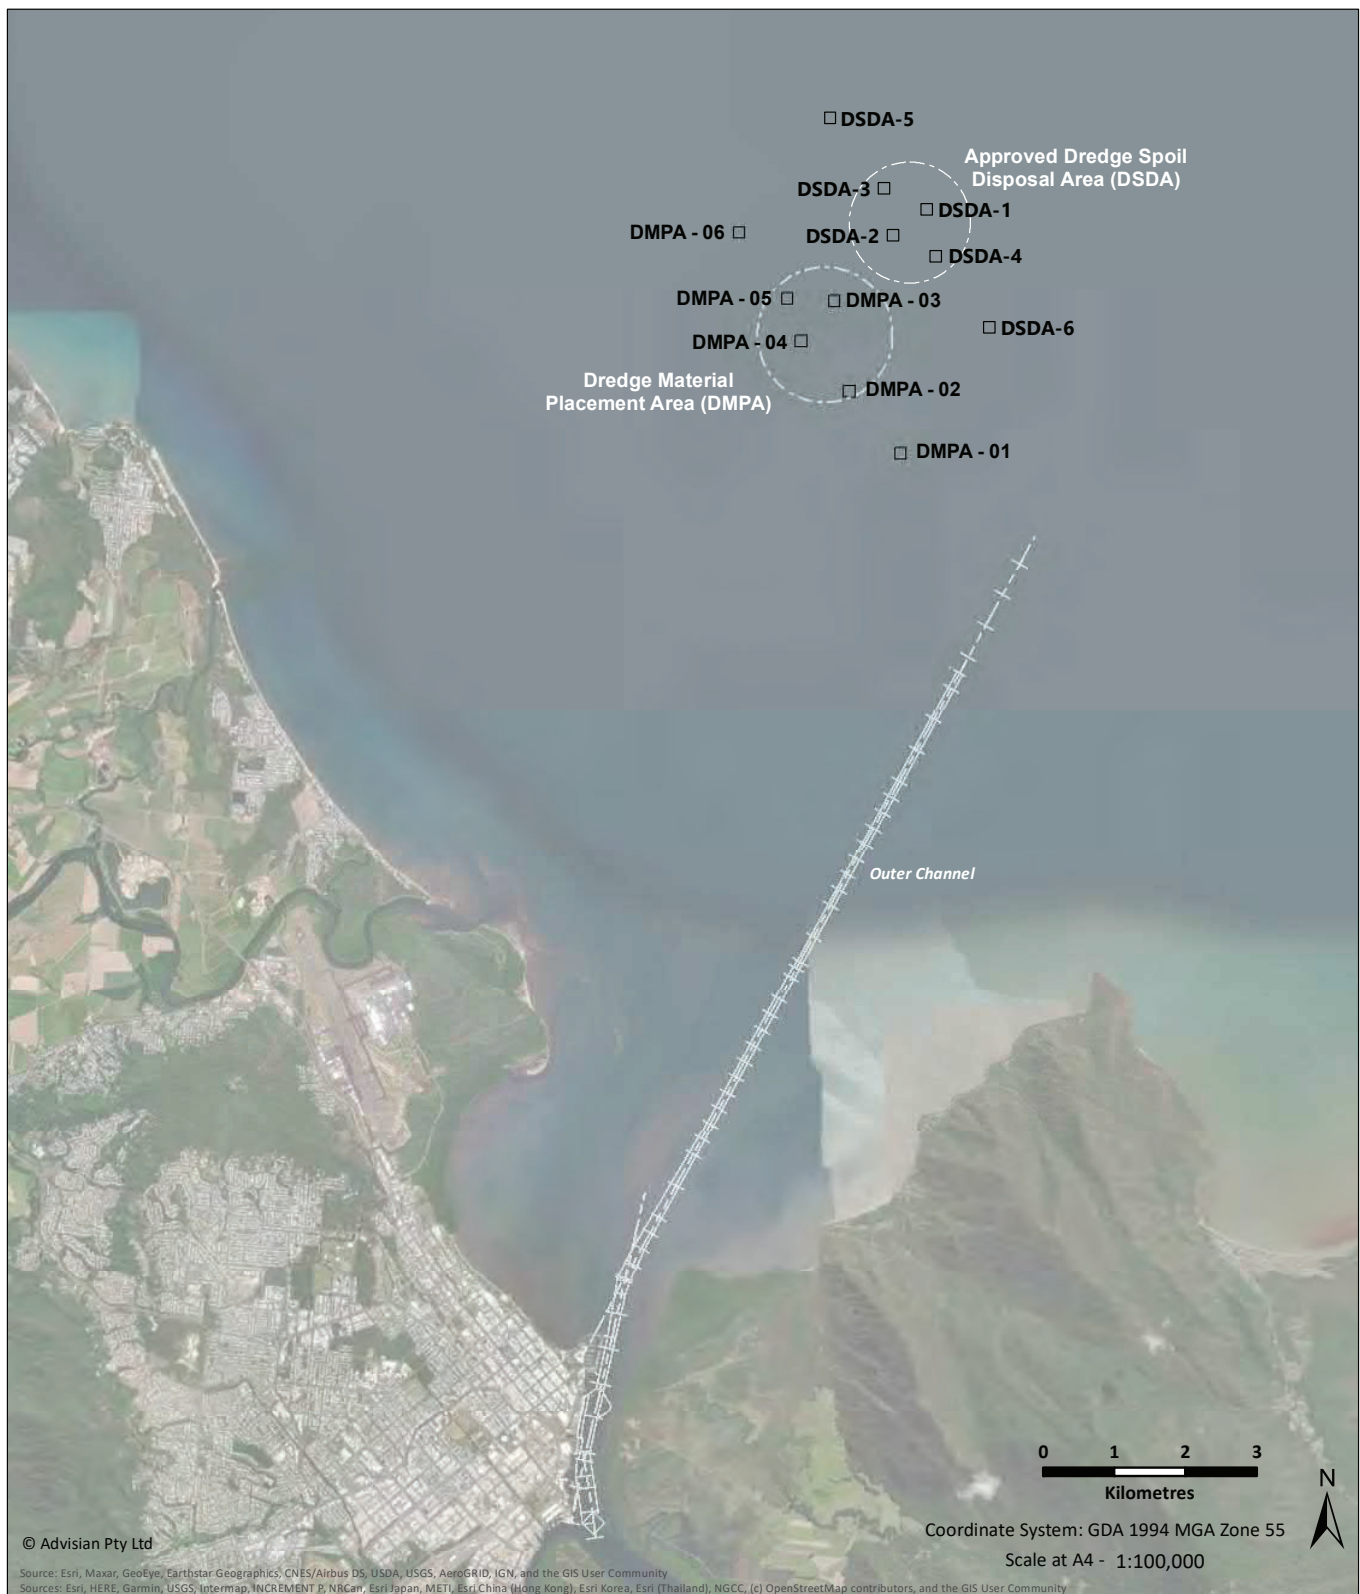 DSDA-5
Approved Dredge Spoil
Disposal Area (DSDA)
DSDA-3
DSDA-1
DMPA - 06
DSDA-2
DSDA-4
DMPA - 05
DMPA - 03
DSDA-6
DMPA - 04
Dredge Material
Placement Area (DMPA)
DMPA - 02
DMPA - 01
Outer Channel
0 1 2 3
Kilometres
N
Coordinate System: GDA 1994 MGA Zone 55
Scale at A4 - 1:100,000
© Advisian Pty Ltd
Source: Esri, Maxar, GeoEye, Earthstar Geographics, CNES/Airbus DS, USDA, USGS, AeroGRID, IGN, and the GIS User Community
Sources: Esri, HERE, Garmin, USGS, Intermap, INCREMENT P, NRCan, Esri Japan, METI, Esri China (Hong Kong), Esri Korea, Esri (Thailand), NGCC, (c) OpenStreetMap contributors, and the GIS User Community